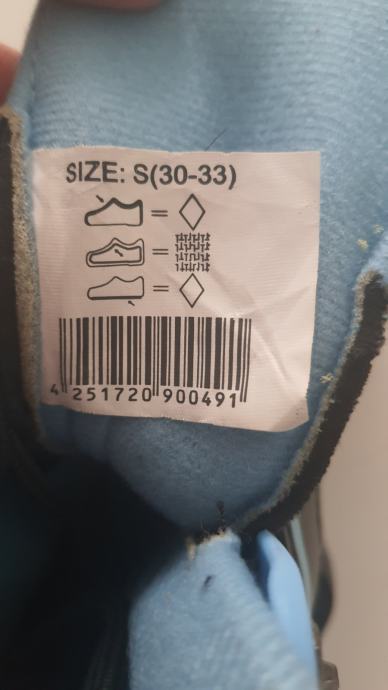 SIZE: S(30-33)
=
=
=
4 251720 900491